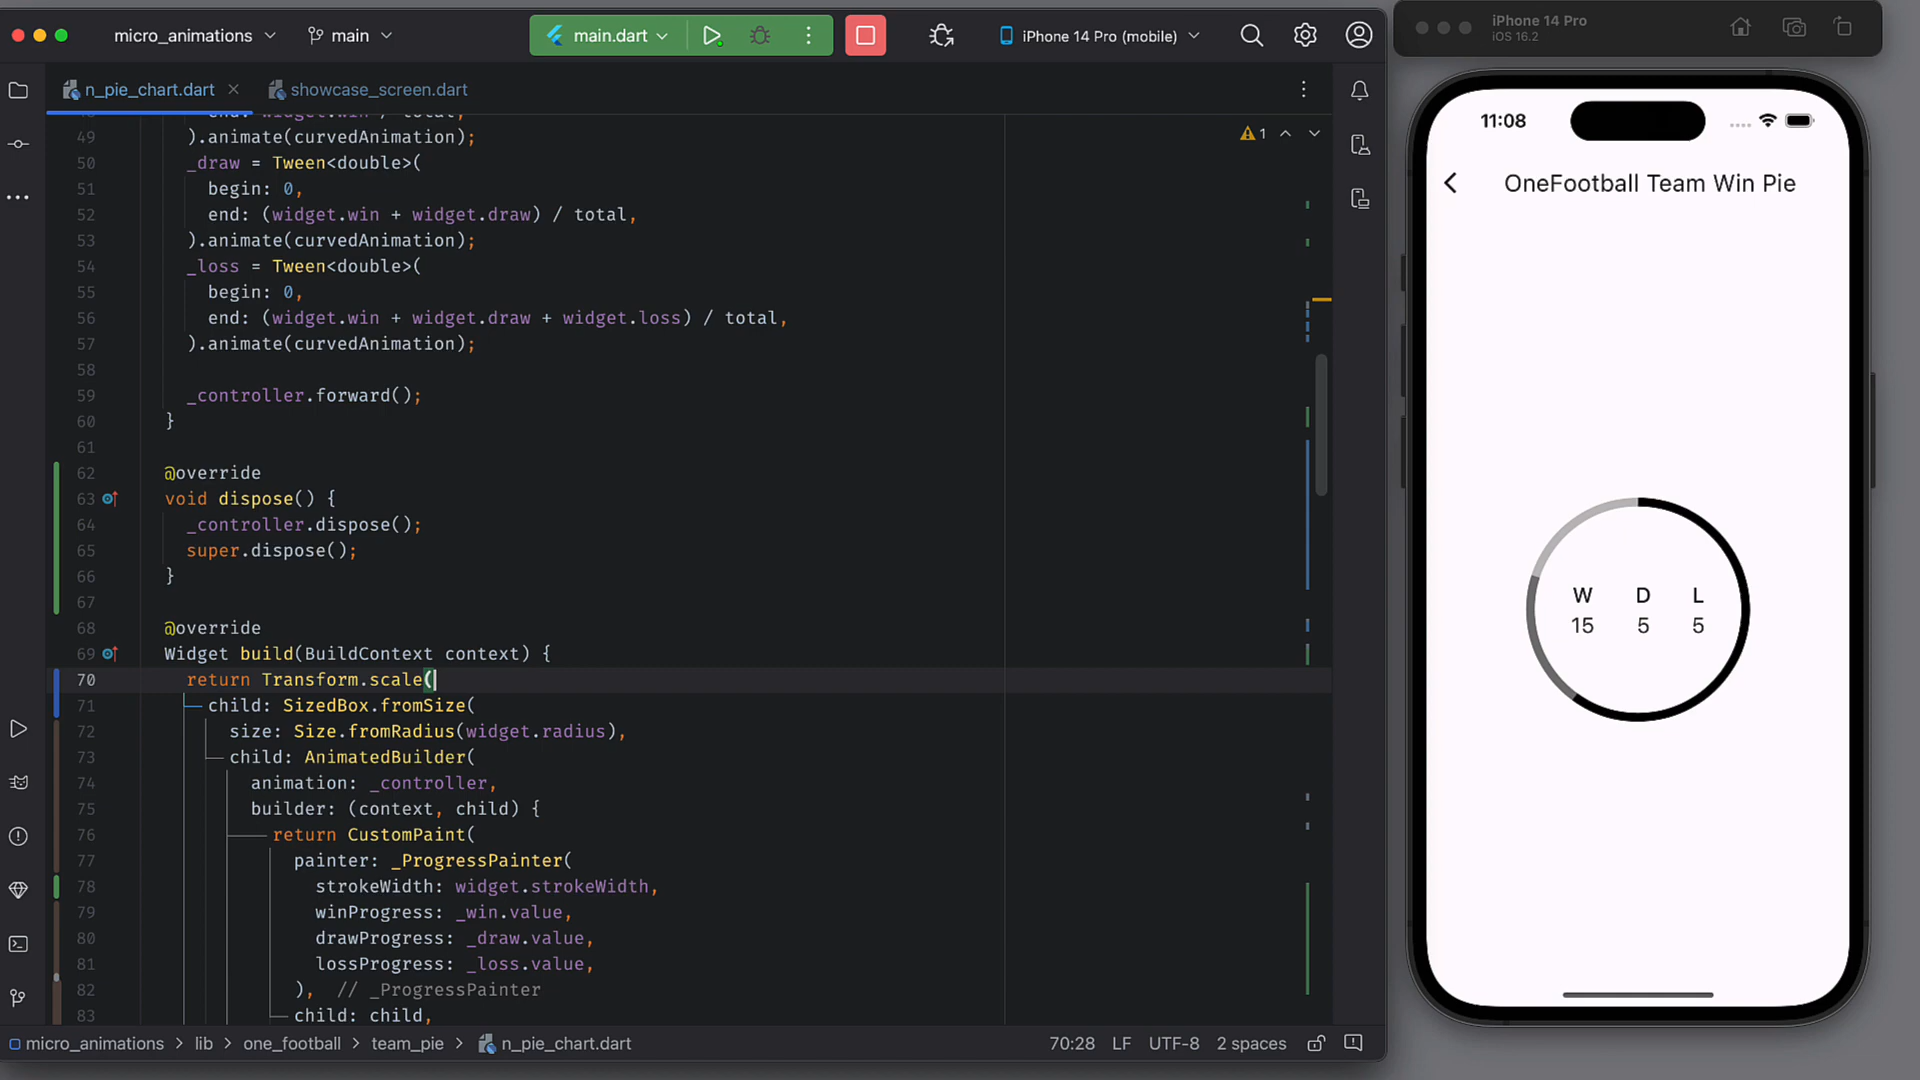 micro_animations
main
main.dart
iPhone 14 Pro (mobile)
n_pie_chart.dart
showcase_screen.dart
1
49 ).animate(curvedAnimation);
50 _draw = Tween<double>(
51 begin: 0,
52 end: (widget.win + widget.draw) / total,
53 ).animate(curvedAnimation);
54 _loss = Tween<double>(
55 begin: 0,
56 end: (widget.win + widget.draw + widget.loss) / total,
57 ).animate(curvedAnimation);
58
59 _controller.forward();
60 }
61
62 @override
63 void dispose() {
64 _controller.dispose();
65 super.dispose();
66 }
67
68 @override
69 Widget build(BuildContext context) {
70 return Transform.scale(
71 child: SizedBox.fromSize(
72 size: Size.fromRadius(widget.radius),
73 child: AnimatedBuilder(
74 animation: _controller,
75 builder: (context, child) {
76 return CustomPaint(
77 painter: _ProgressPainter(
78 strokeWidth: widget.strokeWidth,
79 winProgress: _win.value,
80 drawProgress: _draw.value,
81 lossProgress: _loss.value,
82 ), // _ProgressPainter
83 child: child,
micro_animations > lib > one_football > team_pie > n_pie_chart.dart
70:28 LF UTF-8 2 spaces
iPhone 14 Pro
iOS 16.2
11:08
OneFootball Team Win Pie
W D L
15 5 5